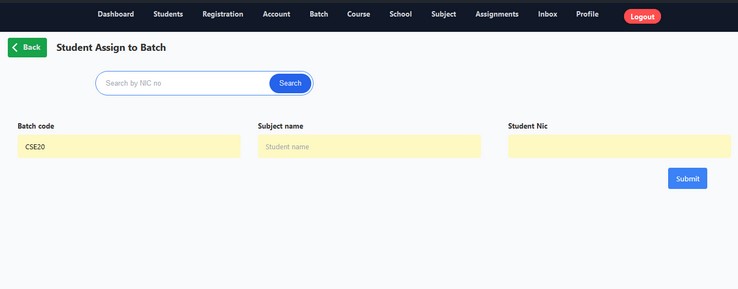 Dashboard Students Registration Account Batch Course School Subject Assignments Inbox Profile Logout
Back Student Assign to Batch
Search by NIC no Search
Batch code Subject name Student Nic
CSE20 Student name
Submit